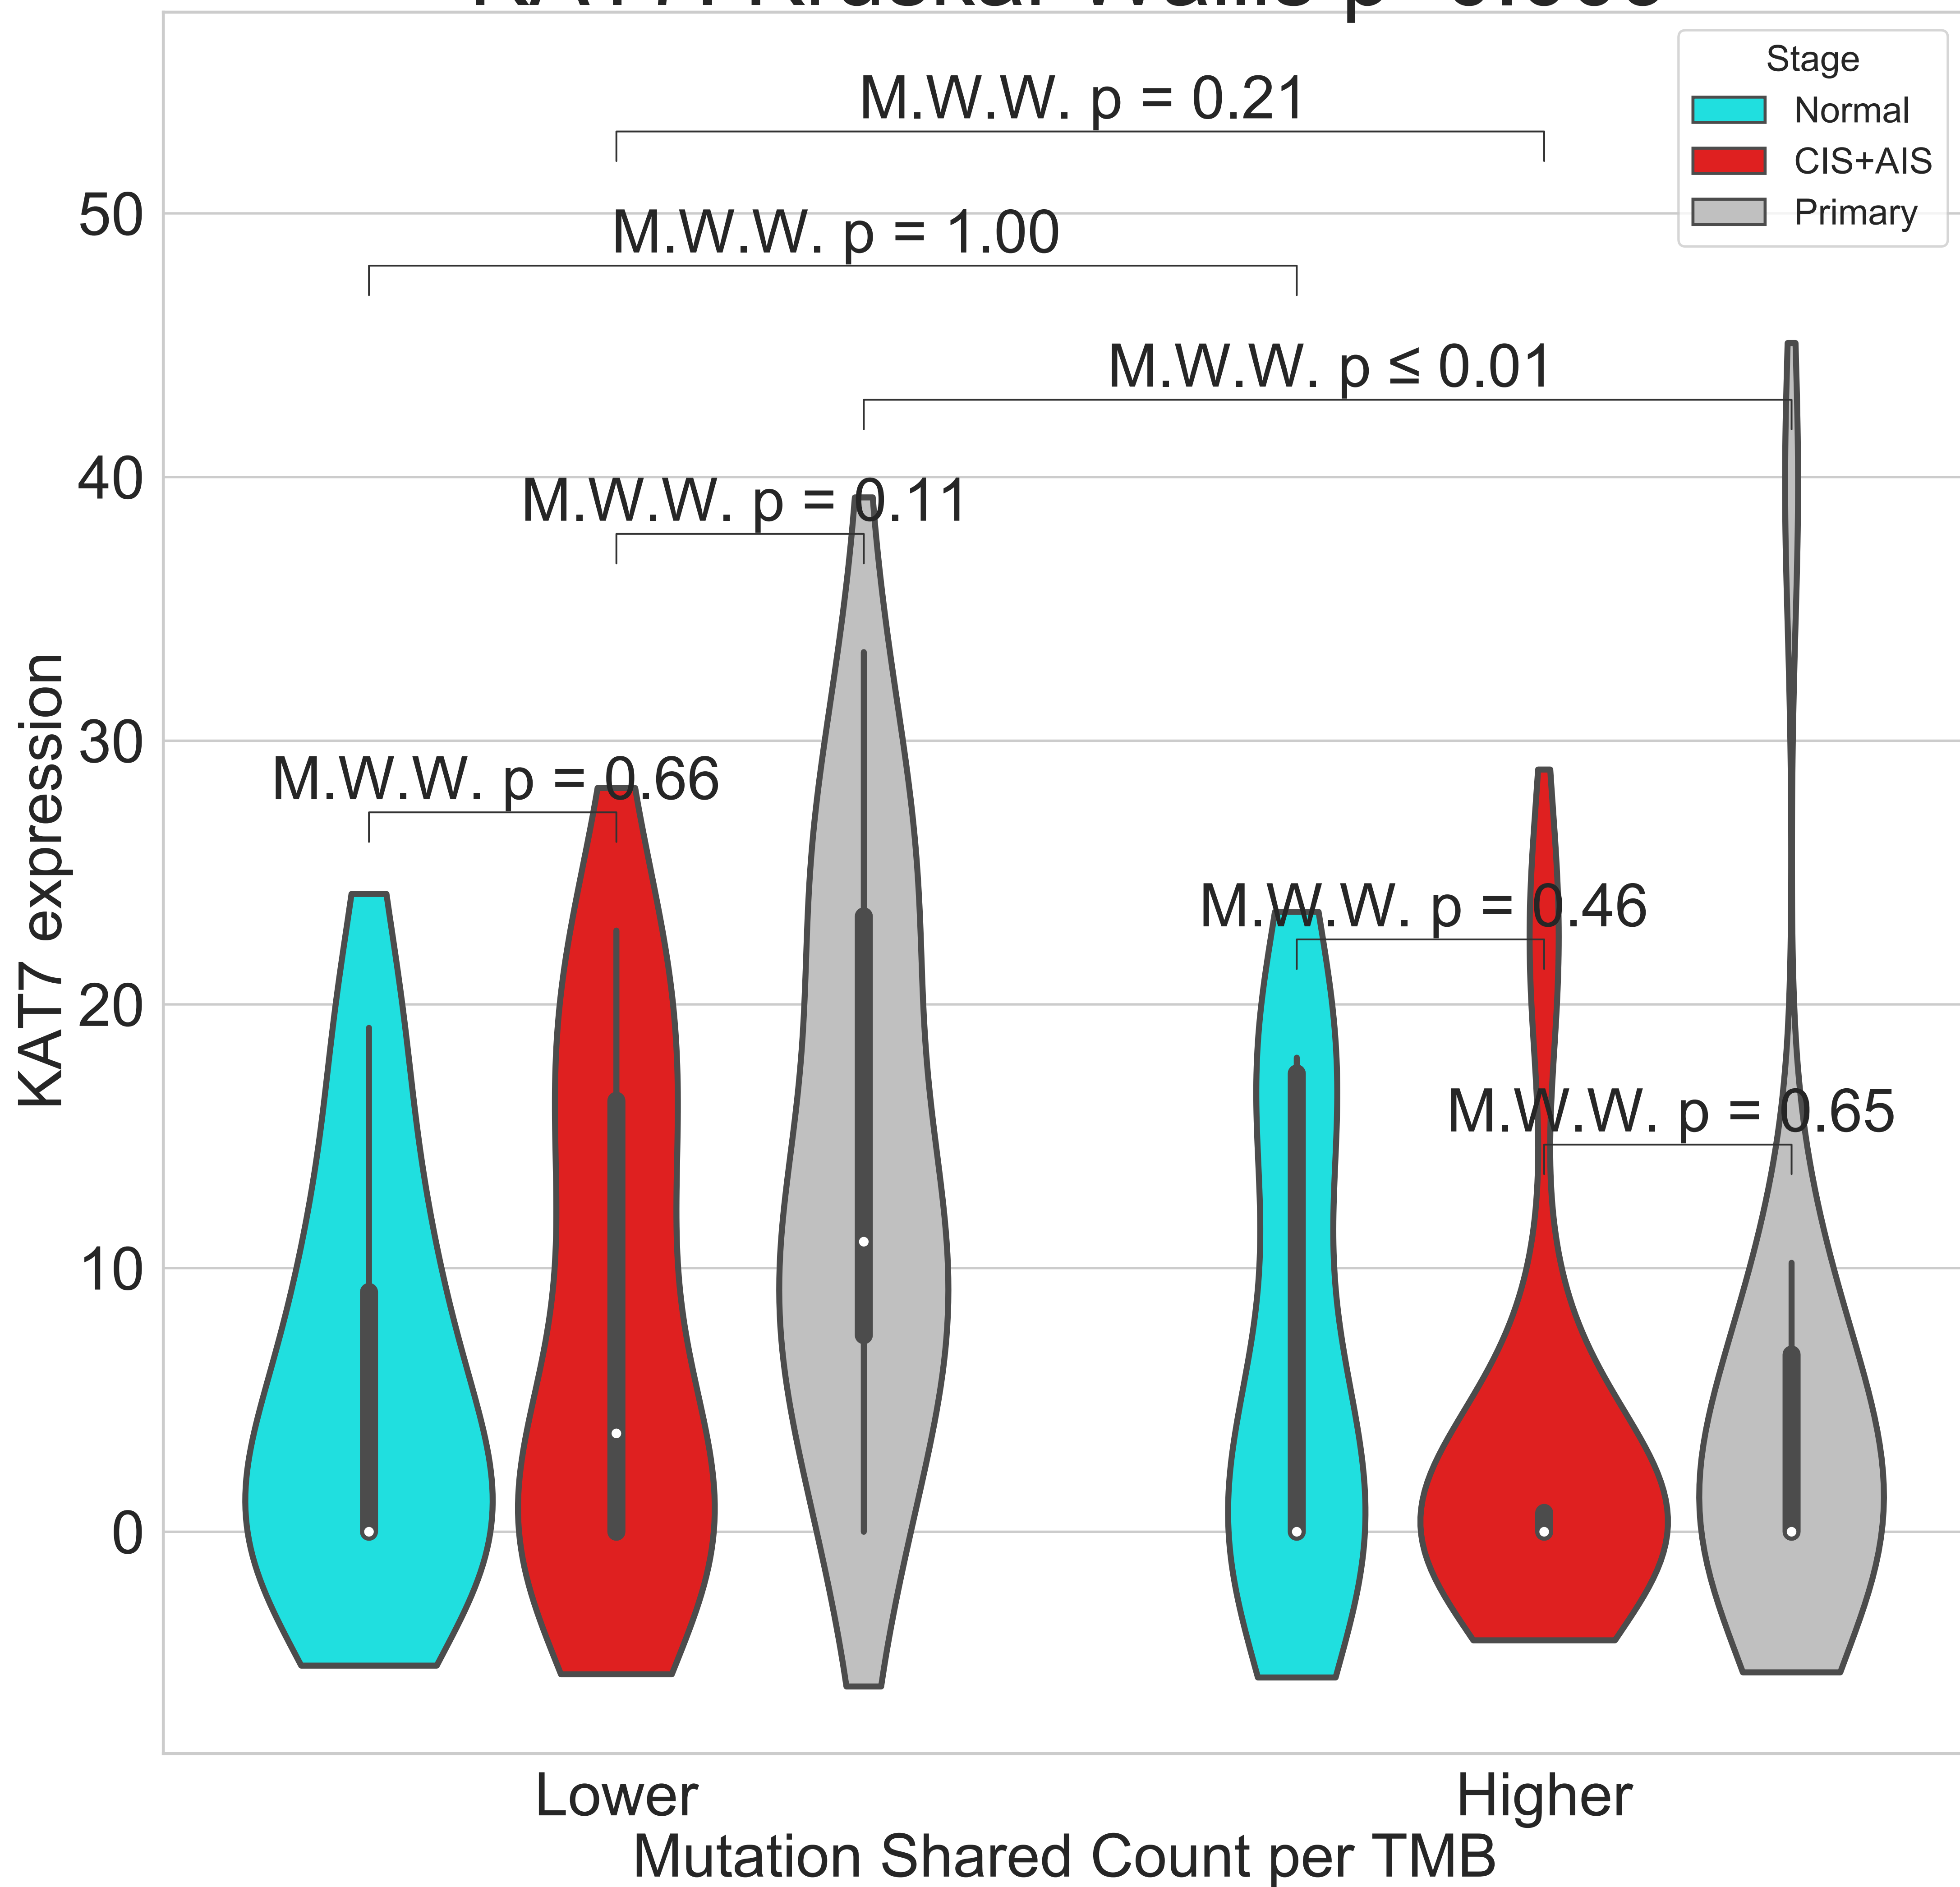 Stage
Normal
CIS+AIS
Primary
M.W.W. p = 0.21
M.W.W. p = 1.00
M.W.W. p ≤ 0.01
M.W.W. p = 0.11
M.W.W. p = 0.66
M.W.W. p = 0.46
M.W.W. p = 0.65
50
40
30
20
10
0
KAT7 expression
Lower
Higher
Mutation Shared Count per TMB